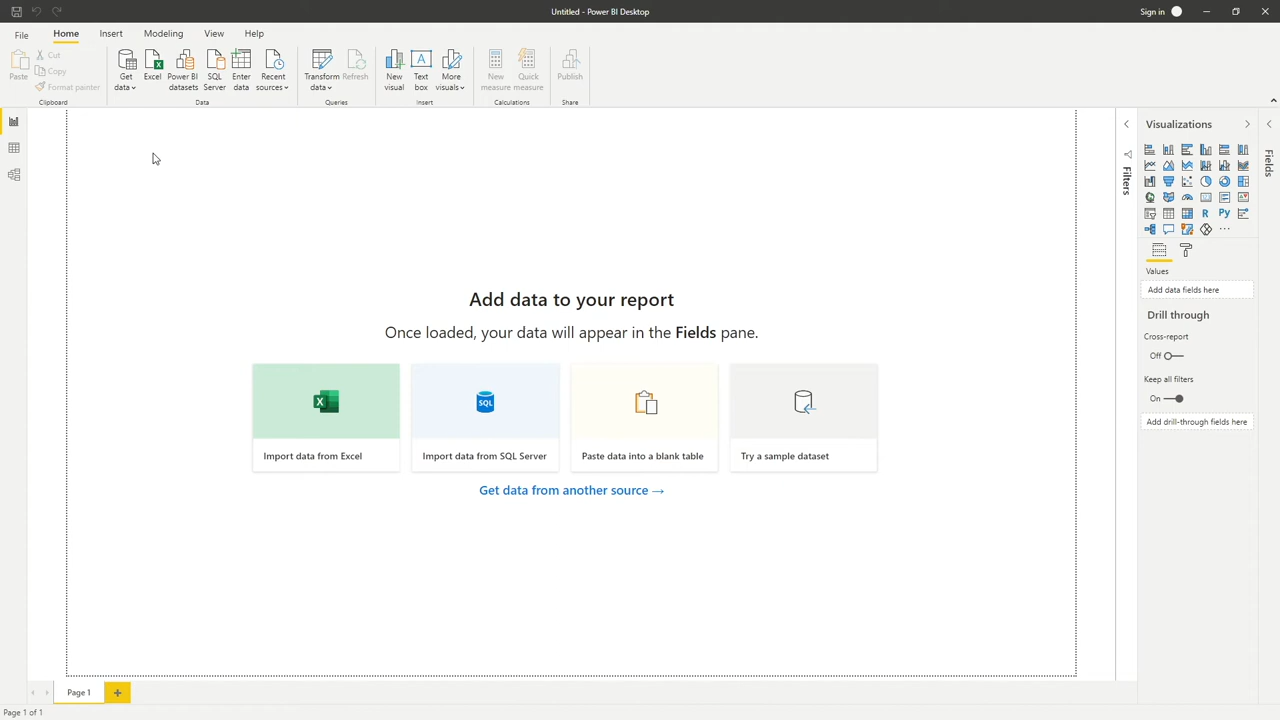 Untitled - Power BI Desktop
Sign in
File
Home
Insert
Modeling
View
Help
Paste
Cut
Copy
Format painter
Clipboard
Get data
Excel
Power BI datasets
SQL Server
Enter data
Recent sources
Data
Transform data
Refresh
Queries
New visual
Text box
More visuals
Insert
New measure
Quick measure
Calculations
Publish
Share
Filters
Visualizations
Fields
R
Py
Values
Add data fields here
Drill through
Cross-report
Off
Keep all filters
On
Add drill-through fields here
Add data to your report
Once loaded, your data will appear in the Fields pane.
SQL
Import data from Excel
Import data from SQL Server
Paste data into a blank table
Try a sample dataset
Get data from another source →
Page 1
Page 1 of 1